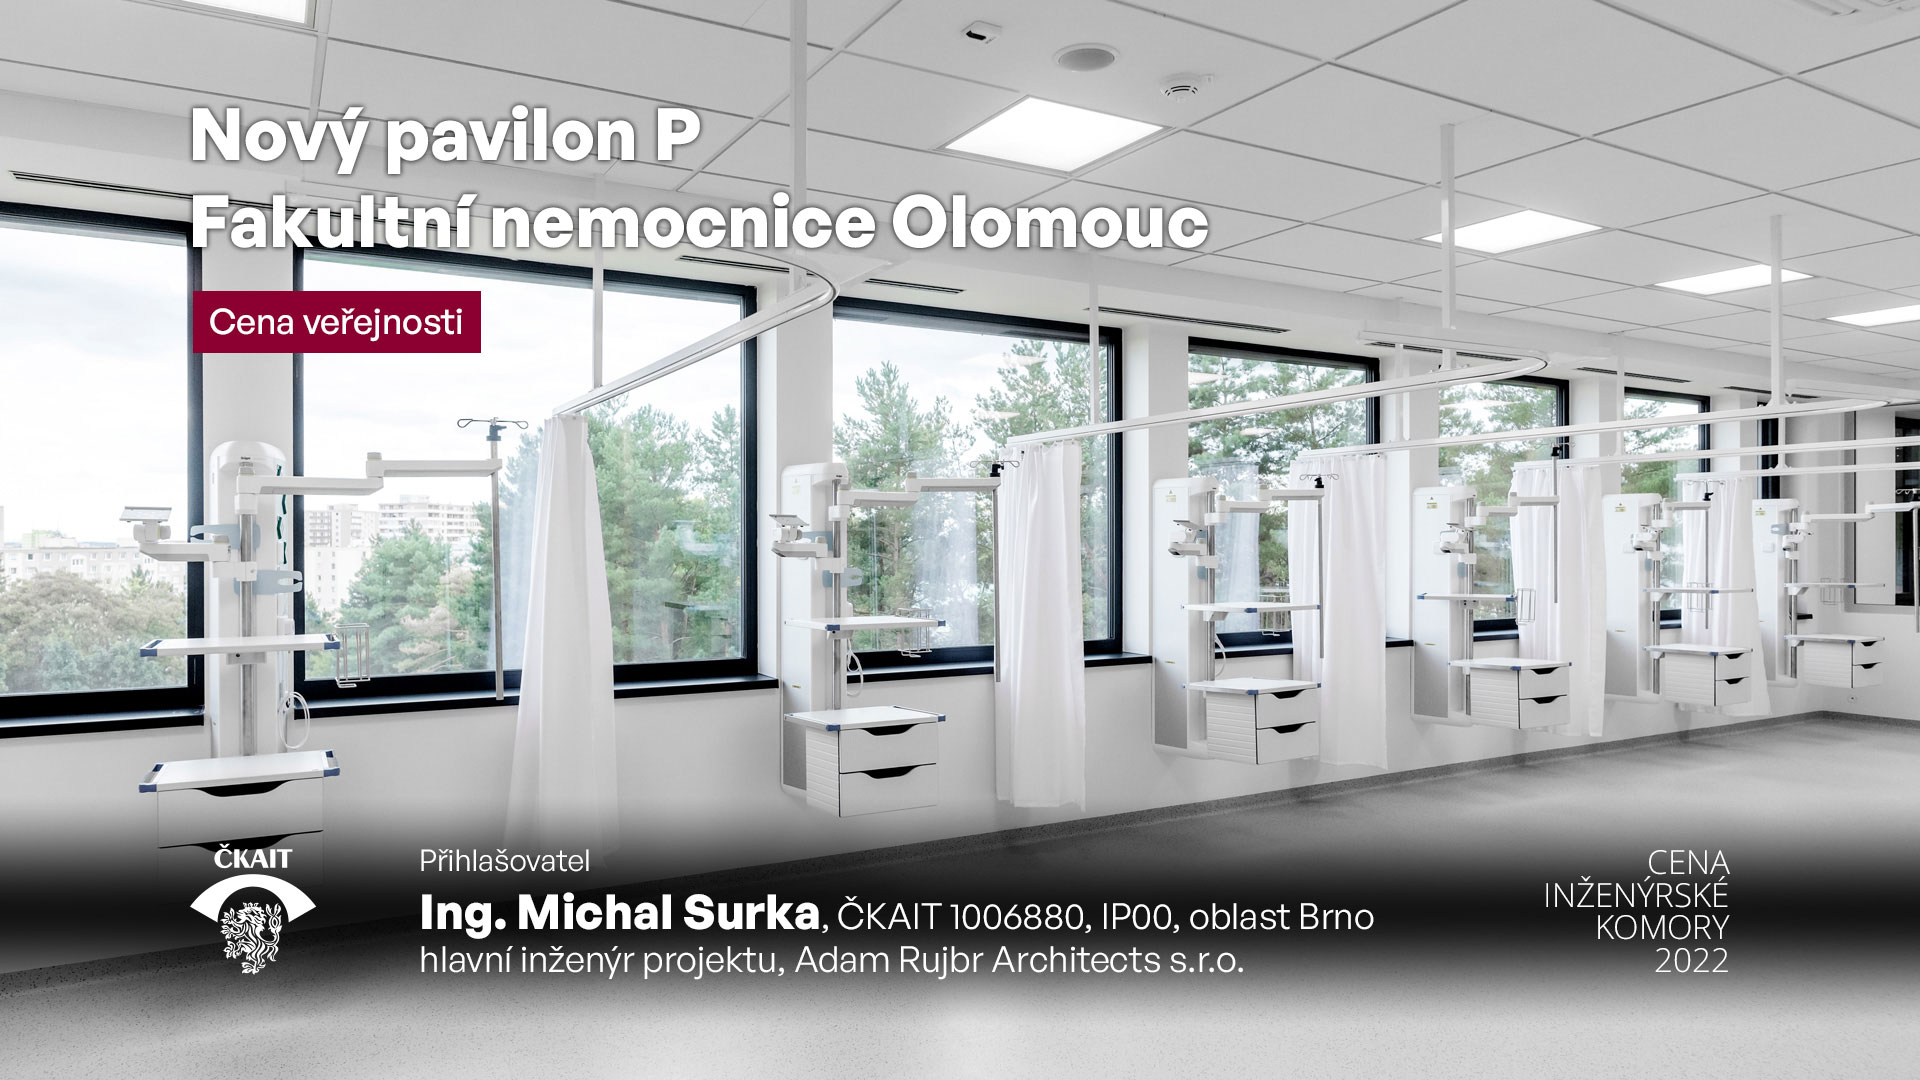 Nový pavilon P
Fakultní nemocnice Olomouc
Cena veřejnosti
ČKAIT
Přihlašovatel
Ing. Michal Surka, ČKAIT 1006880, IP00, oblast Brno
hlavní inženýr projektu, Adam Rujbr Architects s.r.o.
CENA
INŽENÝRSKÉ
KOMORY
2022